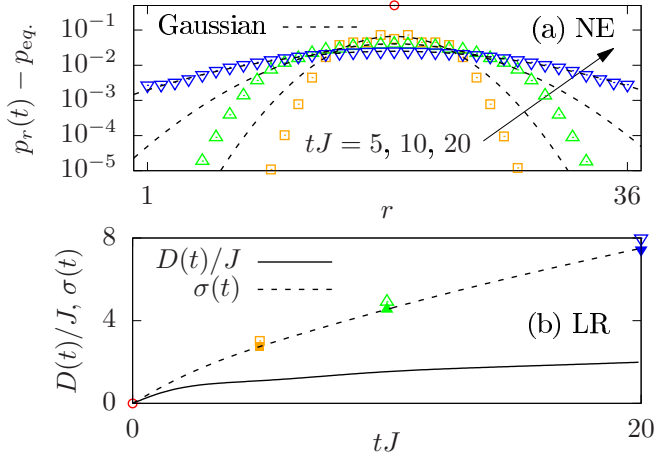 Gaussian
(a) NE
10⁻¹
10⁻²
10⁻³
10⁻⁴
10⁻⁵
pᵣ(t) − p_eq.
tJ = 5, 10, 20
1
36
r
8
4
0
D(t)/J, σ(t)
D(t)/J
σ(t)
(b) LR
0
20
tJ